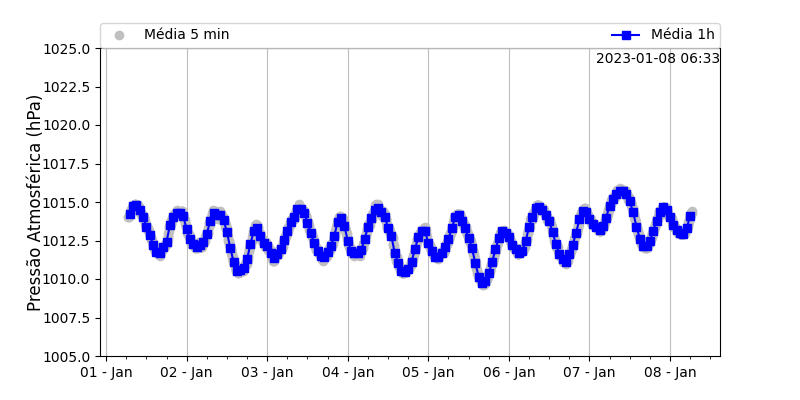 Média 5 min
Média 1h
2023-01-08 06:33
Pressão Atmosférica (hPa)
1025.0
1022.5
1020.0
1017.5
1015.0
1012.5
1010.0
1007.5
1005.0
01 - Jan
02 - Jan
03 - Jan
04 - Jan
05 - Jan
06 - Jan
07 - Jan
08 - Jan